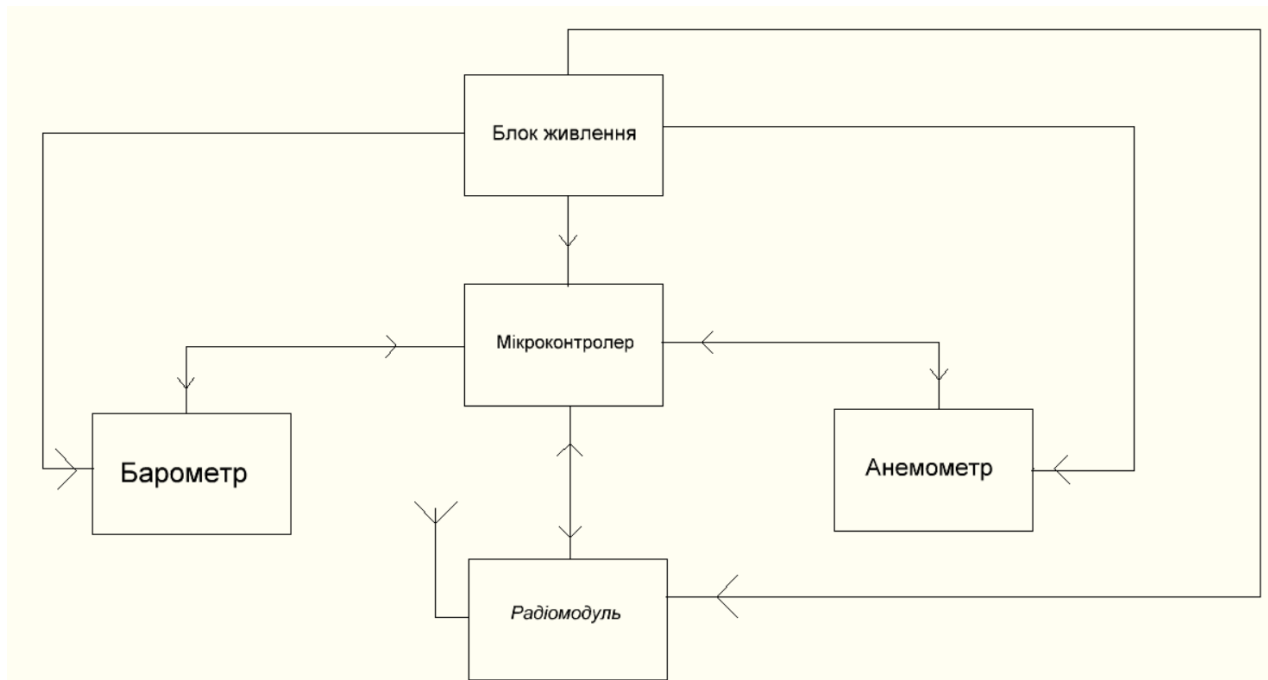 Блок живлення
Мікроконтролер
Барометр
Анемометр
Радіомодуль